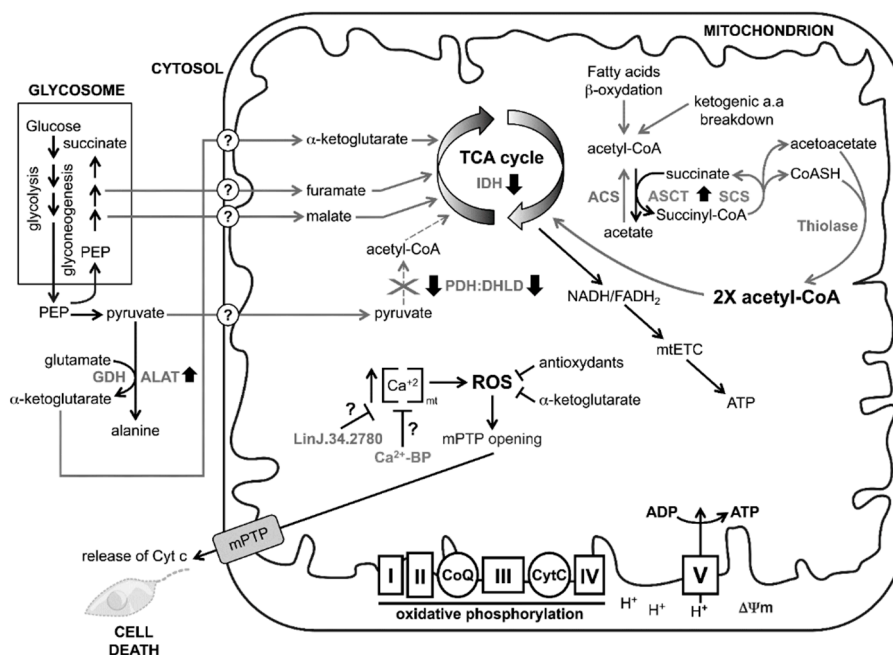 MITOCHONDRION
CYTOSOL
GLYCOSOME
Glucose
succinate
glycolysis
glyconeogenesis
PEP
PEP
pyruvate
glutamate
GDH
ALAT
α-ketoglutarate
alanine
?
?
?
?
α-ketoglutarate
furamate
malate
acetyl-CoA
pyruvate
PDH:DHLD
TCA cycle
IDH
Fatty acids
β-oxydation
ketogenic a.a
breakdown
acetyl-CoA
ACS
acetate
succinate
ASCT
SCS
Succinyl-CoA
acetoacetate
CoASH
Thiolase
2X acetyl-CoA
NADH/FADH2
mtETC
ATP
Ca+2
mt
ROS
antioxydants
α-ketoglutarate
?
LinJ.34.2780
?
Ca2+-BP
mPTP opening
mPTP
release of Cyt c
CELL
DEATH
I
II
CoQ
III
CytC
IV
oxidative phosphorylation
ADP
ATP
V
H+
H+
H+
ΔΨm